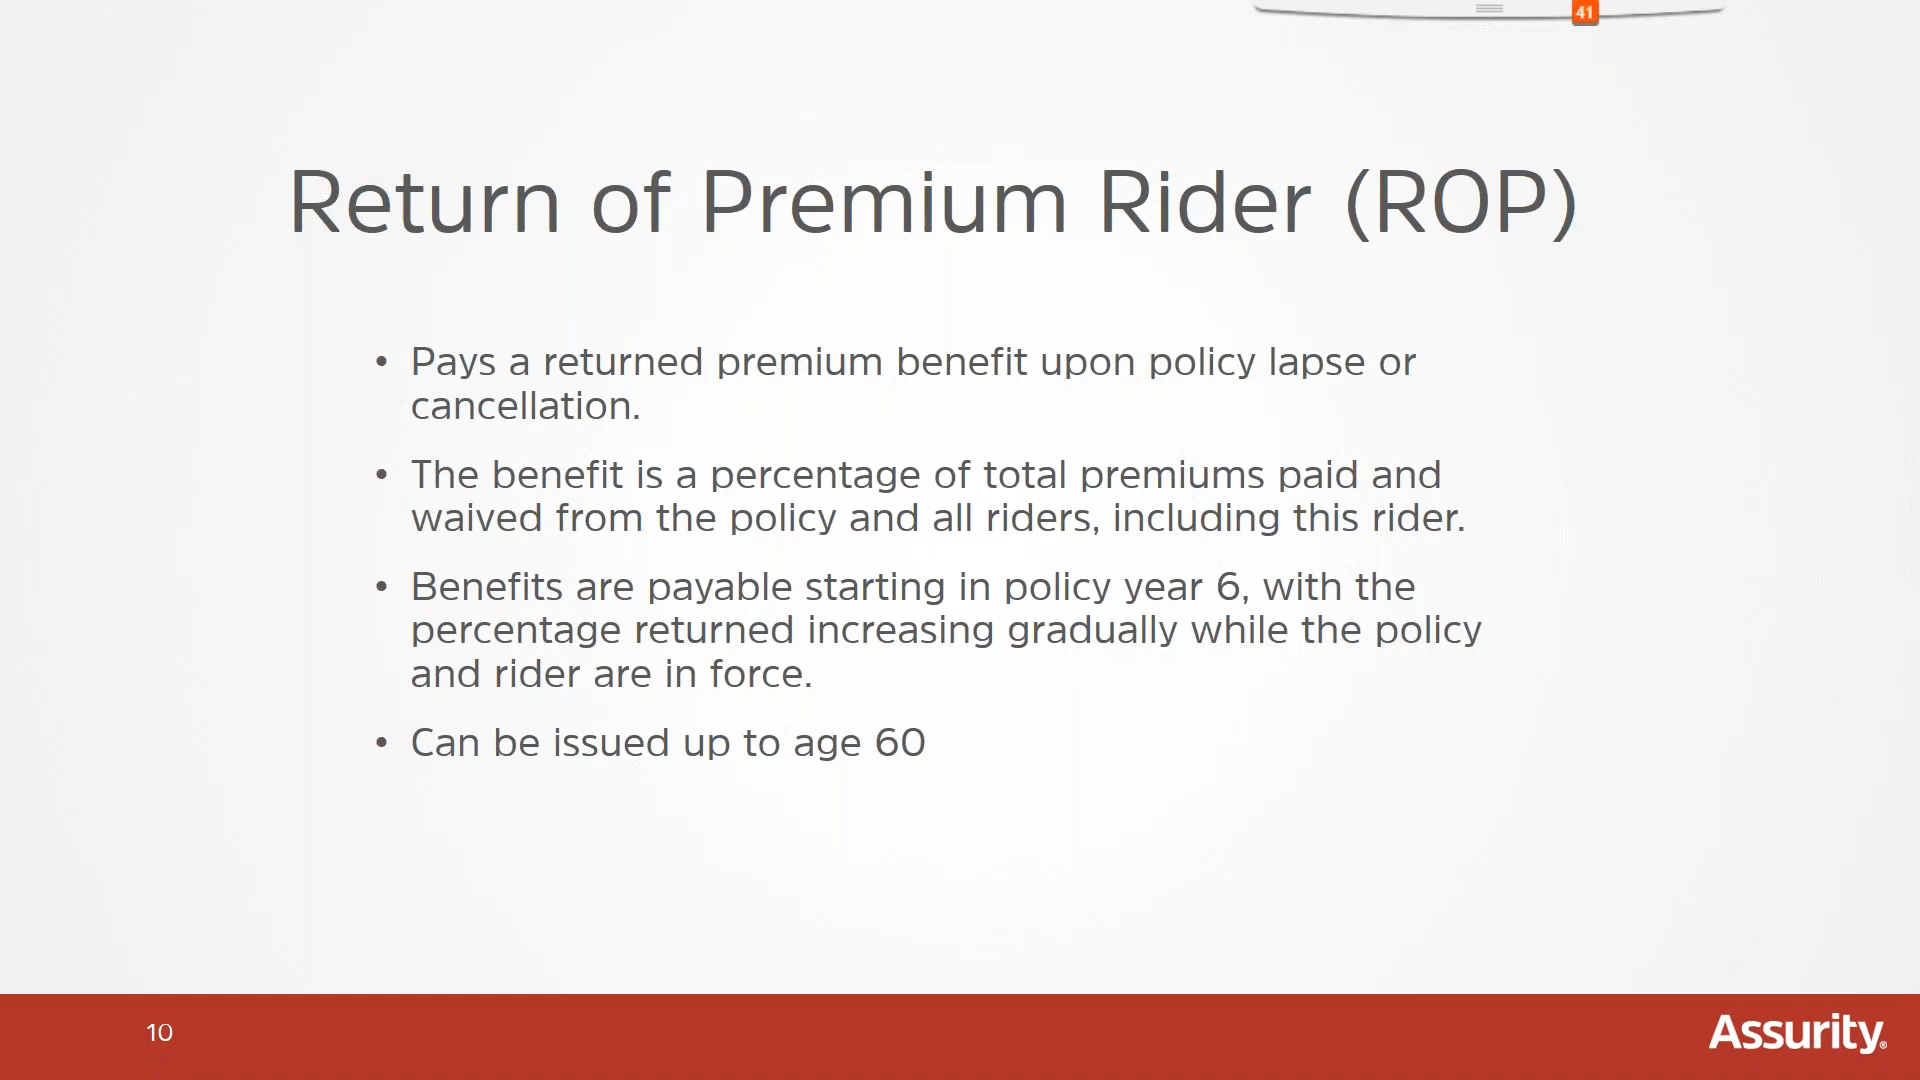 41
Return of Premium Rider (ROP)
• Pays a returned premium benefit upon policy lapse or
cancellation.
• The benefit is a percentage of total premiums paid and
waived from the policy and all riders, including this rider.
• Benefits are payable starting in policy year 6, with the
percentage returned increasing gradually while the policy
and rider are in force.
• Can be issued up to age 60
10
Assurity®